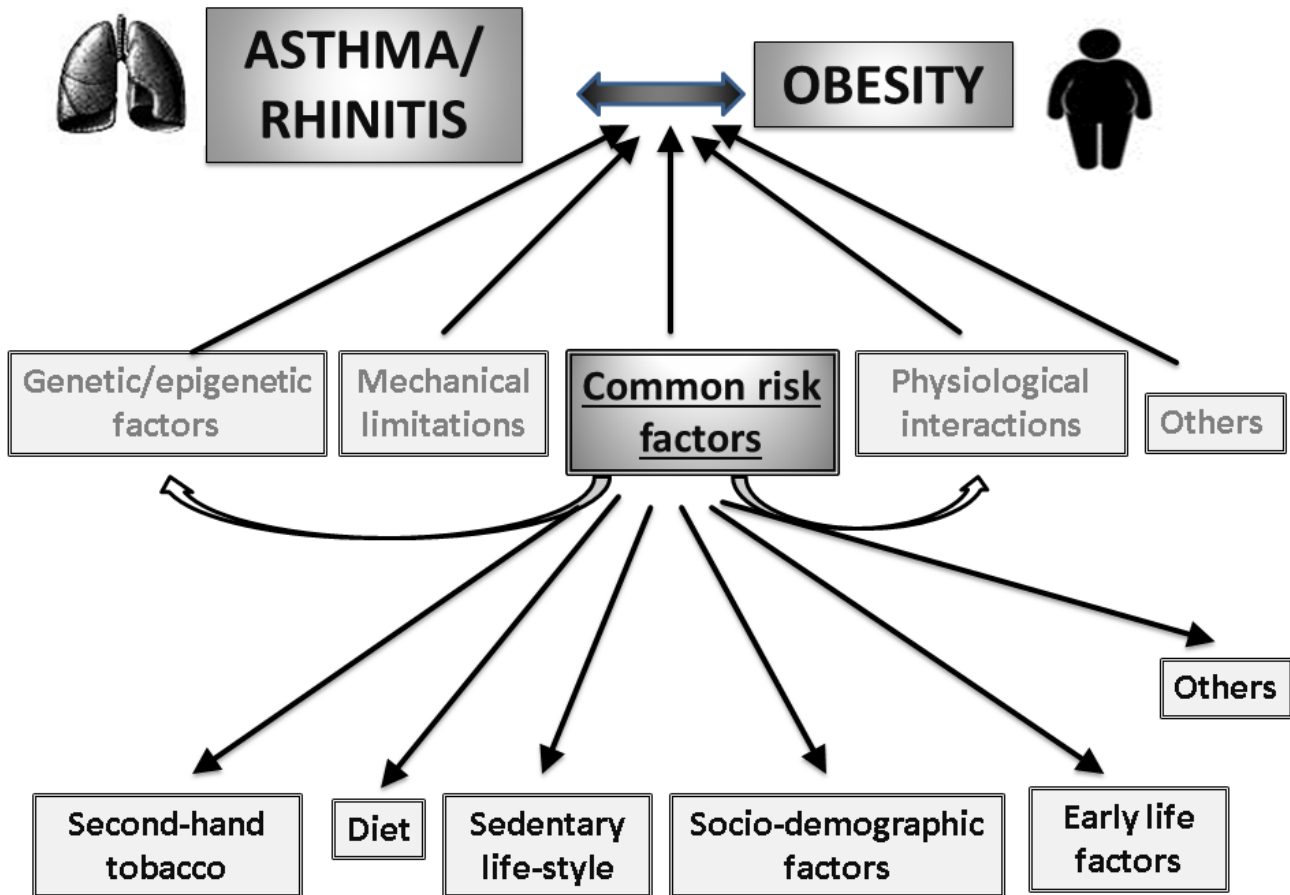 ASTHMA/
RHINITIS
OBESITY
Genetic/epigenetic
factors
Mechanical
limitations
Common risk
factors
Physiological
interactions
Others
Others
Second-hand
tobacco
Diet
Sedentary
life-style
Socio-demographic
factors
Early life
factors